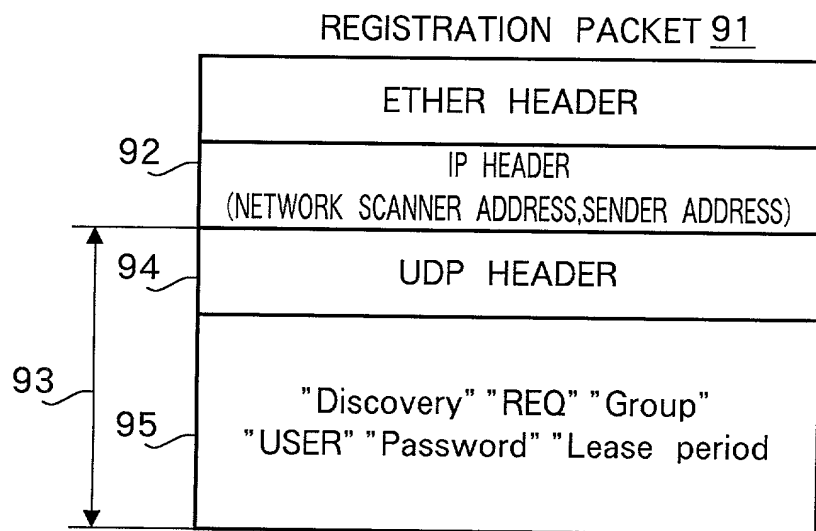 REGISTRATION PACKET 91
ETHER HEADER
92
IP HEADER
(NETWORK SCANNER ADDRESS,SENDER ADDRESS)
94
UDP HEADER
93
95
"Discovery" "REQ" "Group"
"USER" "Password" "Lease period